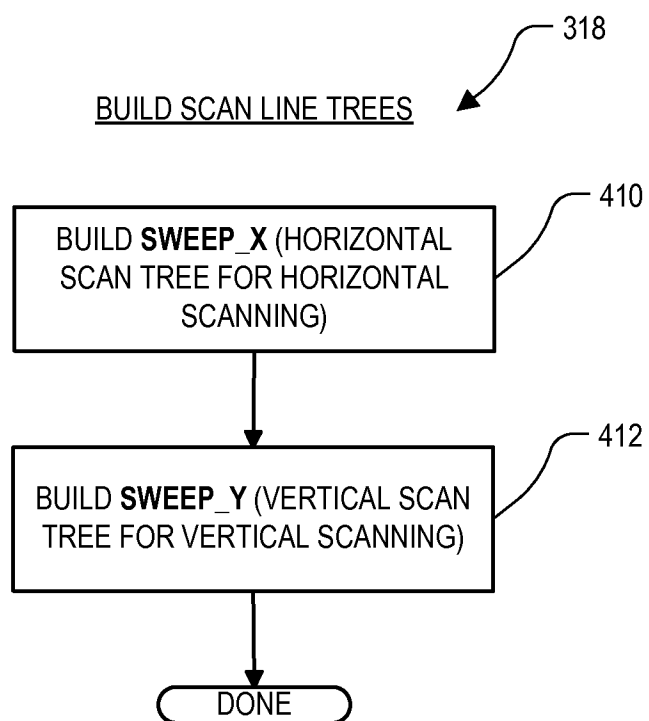 318
BUILD SCAN LINE TREES
410
BUILD SWEEP_X (HORIZONTAL
SCAN TREE FOR HORIZONTAL
SCANNING)
412
BUILD SWEEP_Y (VERTICAL SCAN
TREE FOR VERTICAL SCANNING)
DONE